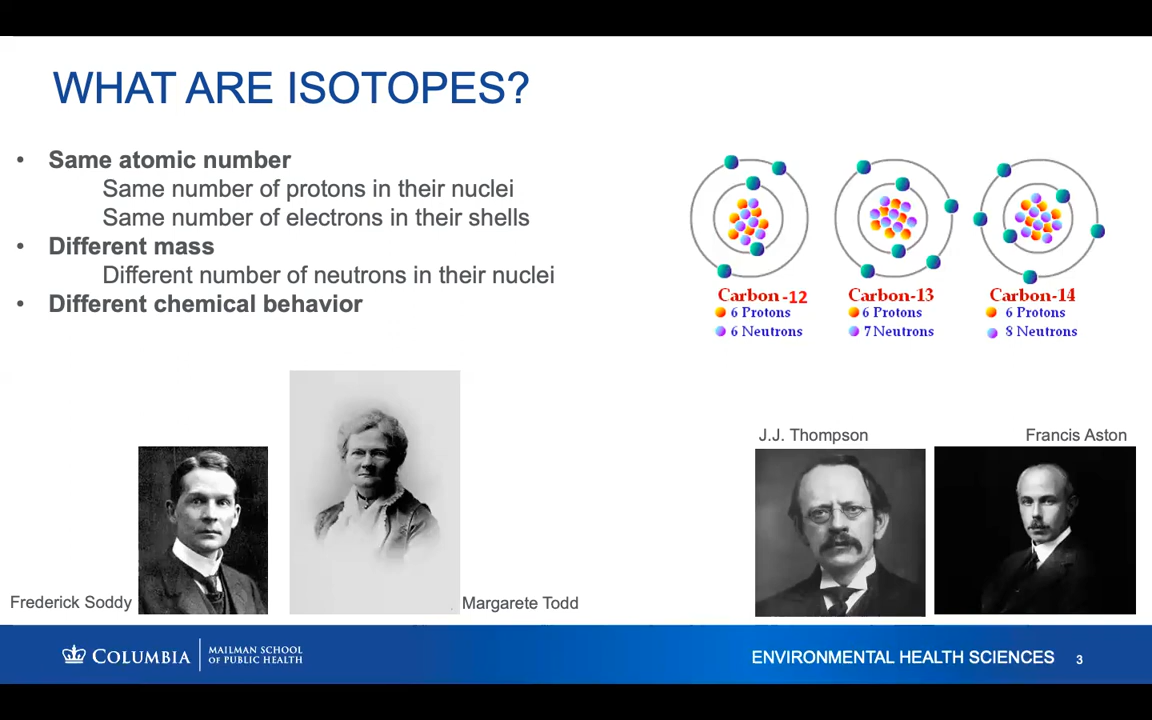 WHAT ARE ISOTOPES?
• Same atomic number
Same number of protons in their nuclei
Same number of electrons in their shells
• Different mass
Different number of neutrons in their nuclei
• Different chemical behavior
Carbon-12
6 Protons
6 Neutrons
Carbon-13
6 Protons
7 Neutrons
Carbon-14
6 Protons
8 Neutrons
Frederick Soddy
Margarete Todd
J.J. Thompson
Francis Aston
COLUMBIA
MAILMAN SCHOOL
OF PUBLIC HEALTH
ENVIRONMENTAL HEALTH SCIENCES
3